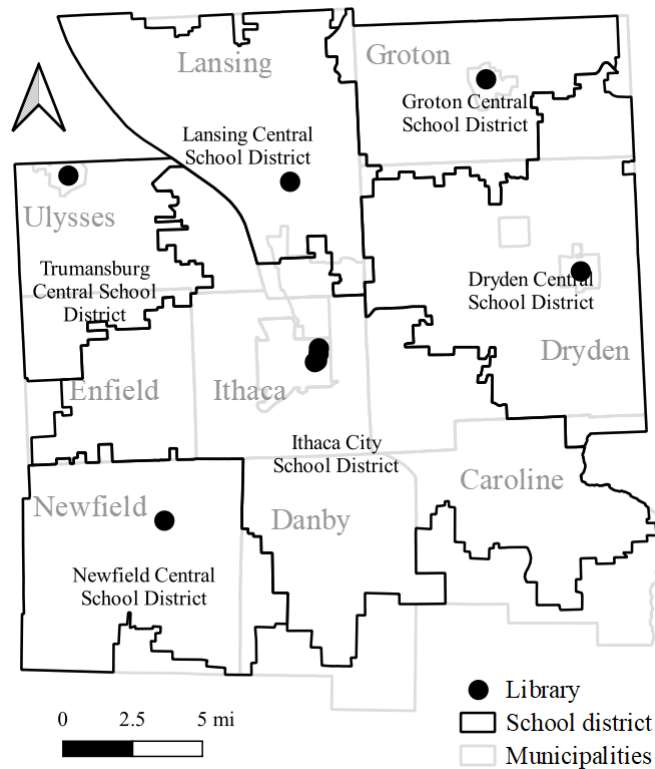 Lansing
Groton
Groton Central
School District
Lansing Central
School District
Ulysses
Trumansburg
Central School
District
Dryden Central
School District
Dryden
Enfield
Ithaca
Ithaca City
School District
Caroline
Newfield
Danby
Newfield Central
School District
Library
0 2.5 5 mi
School district
Municipalities